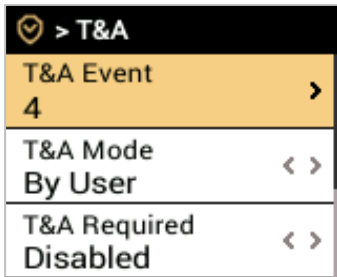 > T&A
T&A Event
4
T&A Mode
By User
T&A Required
Disabled